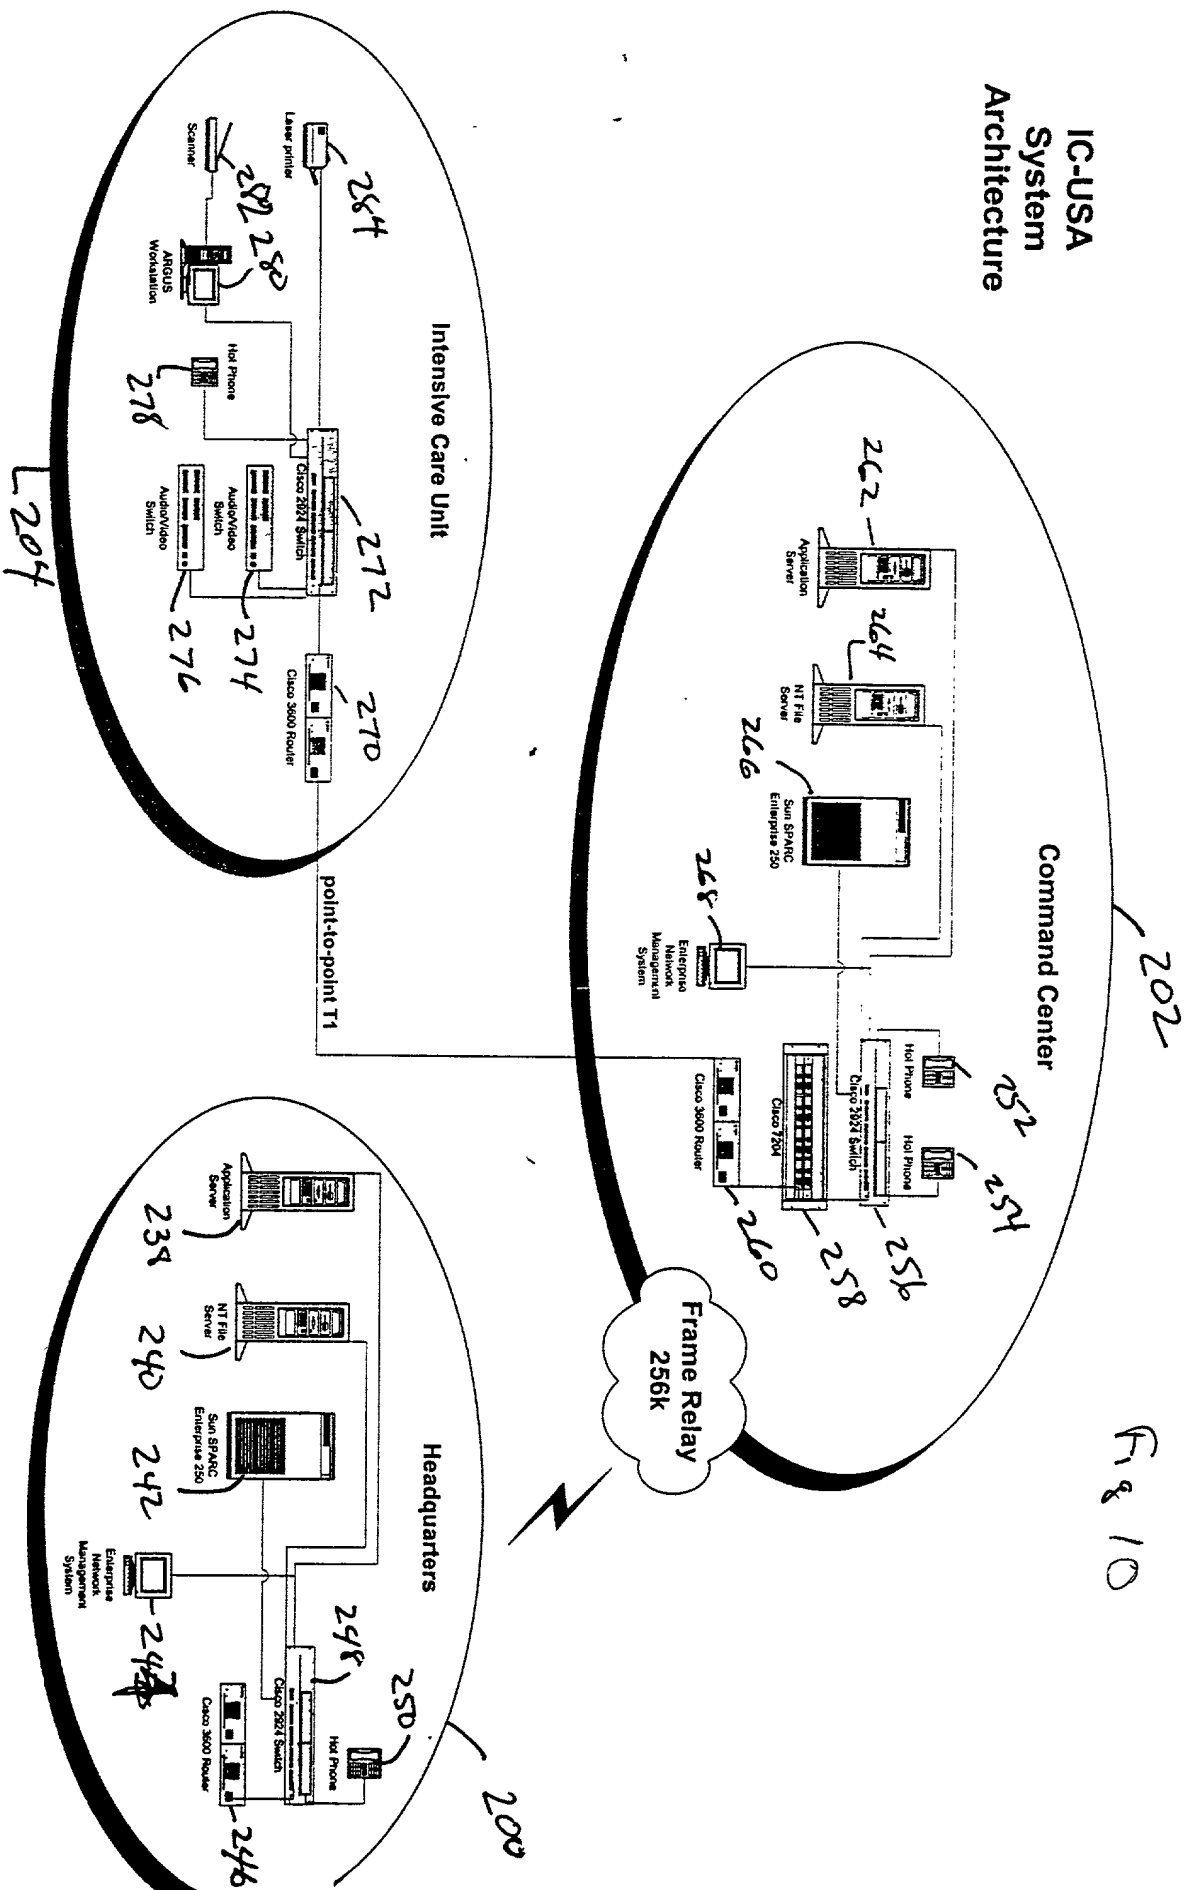 IC-USA
System
Architecture
Fig 10
Command Center
202
262
Application
Server
264
NT File
Server
266
Sun SPARC
Enterprise 250
268
Enterprise
Network
Management
System
Hot Phone
252
Hot Phone
254
Cisco 2924 Switch
256
Cisco 7204
258
Cisco 3600 Router
260
Frame Relay
256k
Intensive Care Unit
L204
Laser printer
284
Scanner
282
280
ARGUS
Workstation
Hot Phone
278
Cisco 2924 Switch
272
Audio/Video
Switch
274
Audio/Video
Switch
276
Cisco 3600 Router
270
point-to-point T1
Headquarters
200
Application
Server
238
NT File
Server
240
Sun SPARC
Enterprise 250
242
Enterprise
Network
Management
System
248
Cisco 2924 Switch
Hot Phone
250
Cisco 3600 Router
246